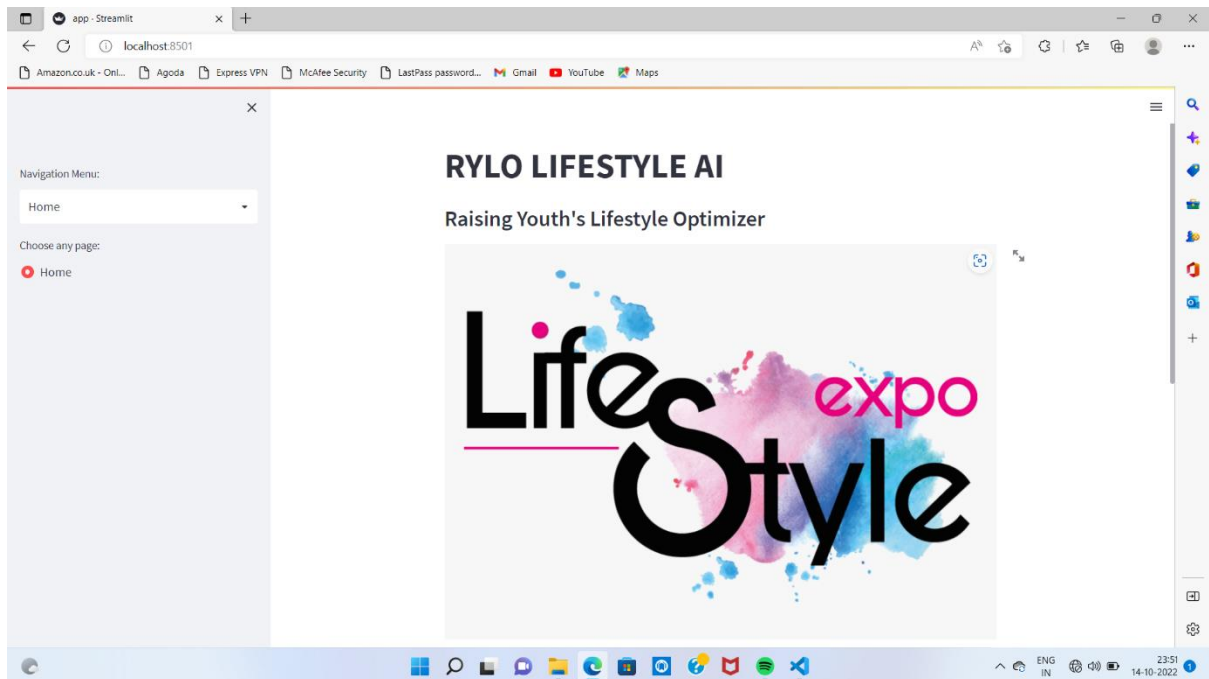 app - Streamlit
localhost:8501
Amazon.co.uk - Onl...
Agoda
Express VPN
McAfee Security
LastPass password...
Gmail
YouTube
Maps
Navigation Menu:
Home
Choose any page:
Home
RYLO LIFESTYLE AI
Raising Youth's Lifestyle Optimizer
Life
expo
Style
ENG
IN
23:51
14-10-2022
1